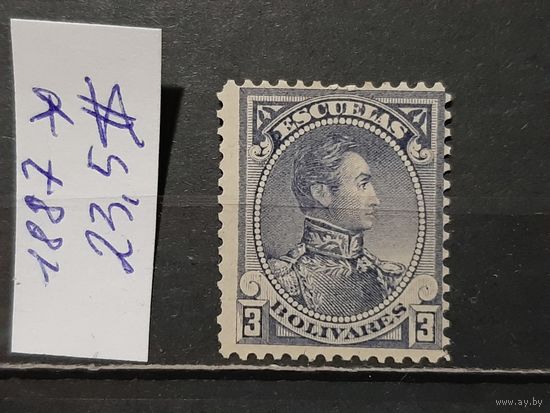 1887 *
23,5 $
ESCUELAS
3 BOLIVARES 3
www.ay.by